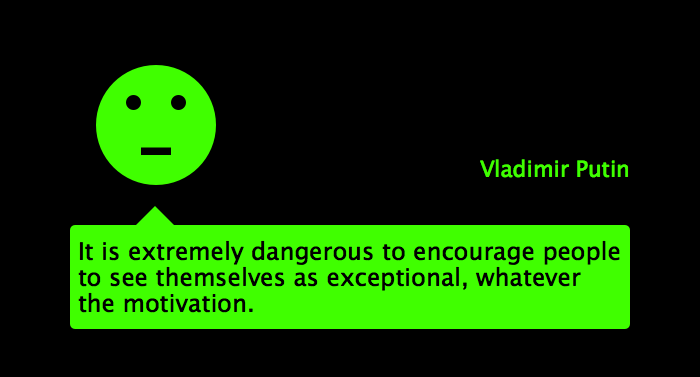 Vladimir Putin
It is extremely dangerous to encourage people
to see themselves as exceptional, whatever
the motivation.